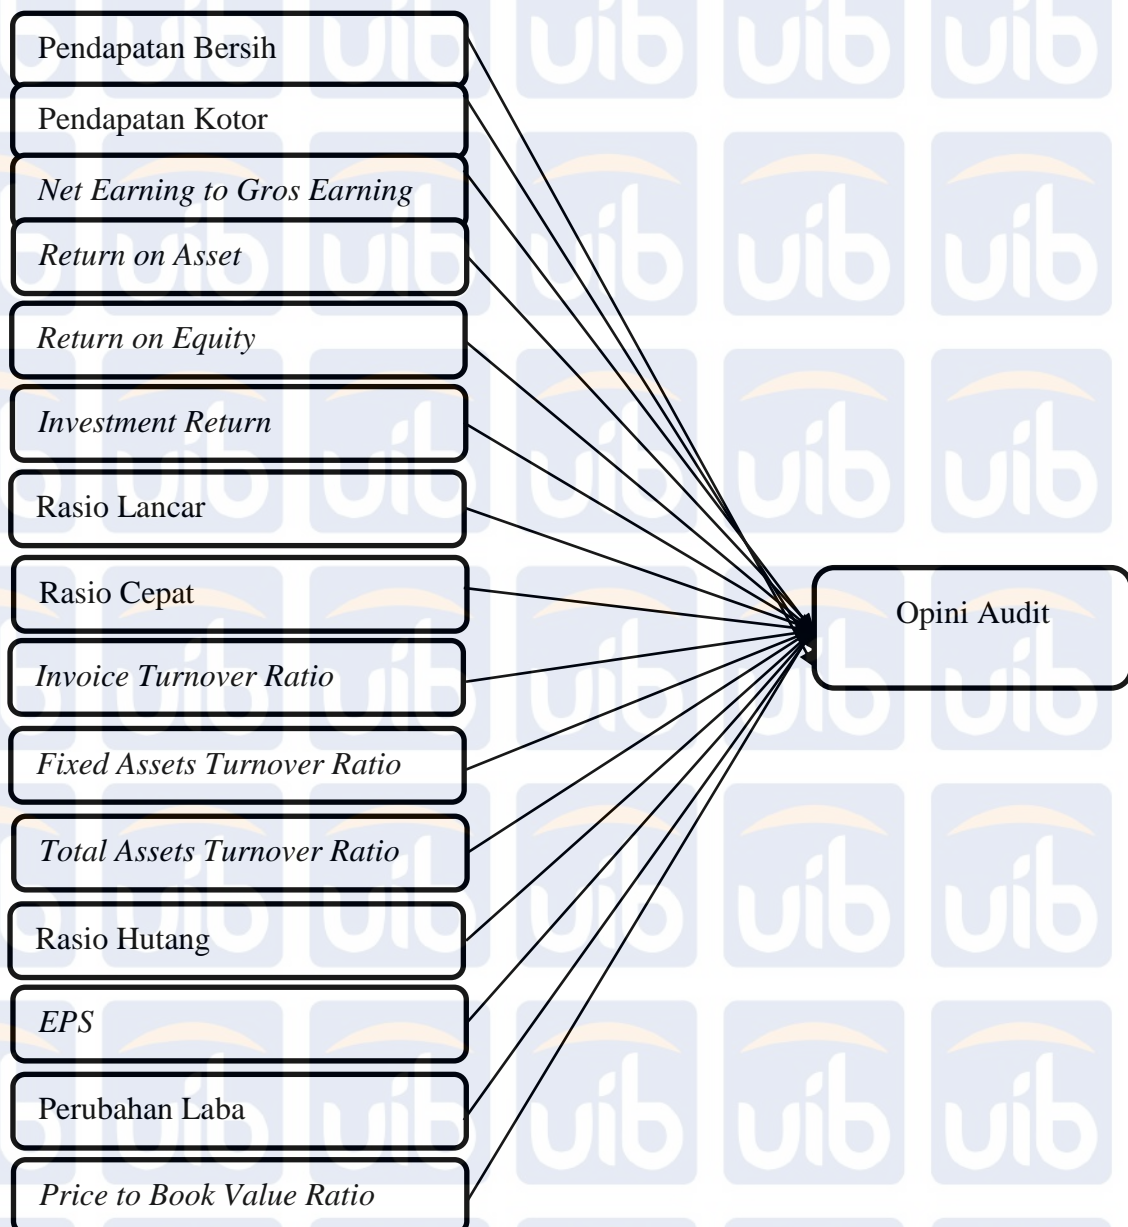 Pendapatan Bersih
Pendapatan Kotor
Net Earning to Gros Earning
Return on Asset
Return on Equity
Investment Return
Rasio Lancar
Rasio Cepat
Invoice Turnover Ratio
Fixed Assets Turnover Ratio
Total Assets Turnover Ratio
Rasio Hutang
EPS
Perubahan Laba
Price to Book Value Ratio
Opini Audit
uib